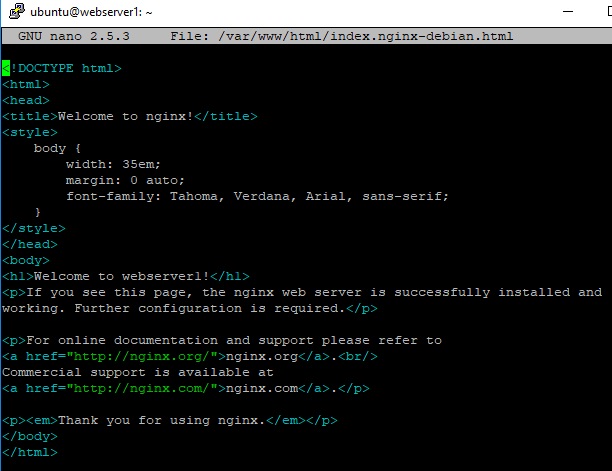 ubuntu@webserver1: ~
GNU nano 2.5.3 File: /var/www/html/index.nginx-debian.html
<!DOCTYPE html>
<html>
<head>
<title>Welcome to nginx!</title>
<style>
    body {
        width: 35em;
        margin: 0 auto;
        font-family: Tahoma, Verdana, Arial, sans-serif;
    }
</style>
</head>
<body>
<h1>Welcome to webserver1!</h1>
<p>If you see this page, the nginx web server is successfully installed and
working. Further configuration is required.</p>
<p>For online documentation and support please refer to
<a href="http://nginx.org/">nginx.org</a>.<br/>
Commercial support is available at
<a href="http://nginx.com/">nginx.com</a>.</p>
<p><em>Thank you for using nginx.</em></p>
</body>
</html>